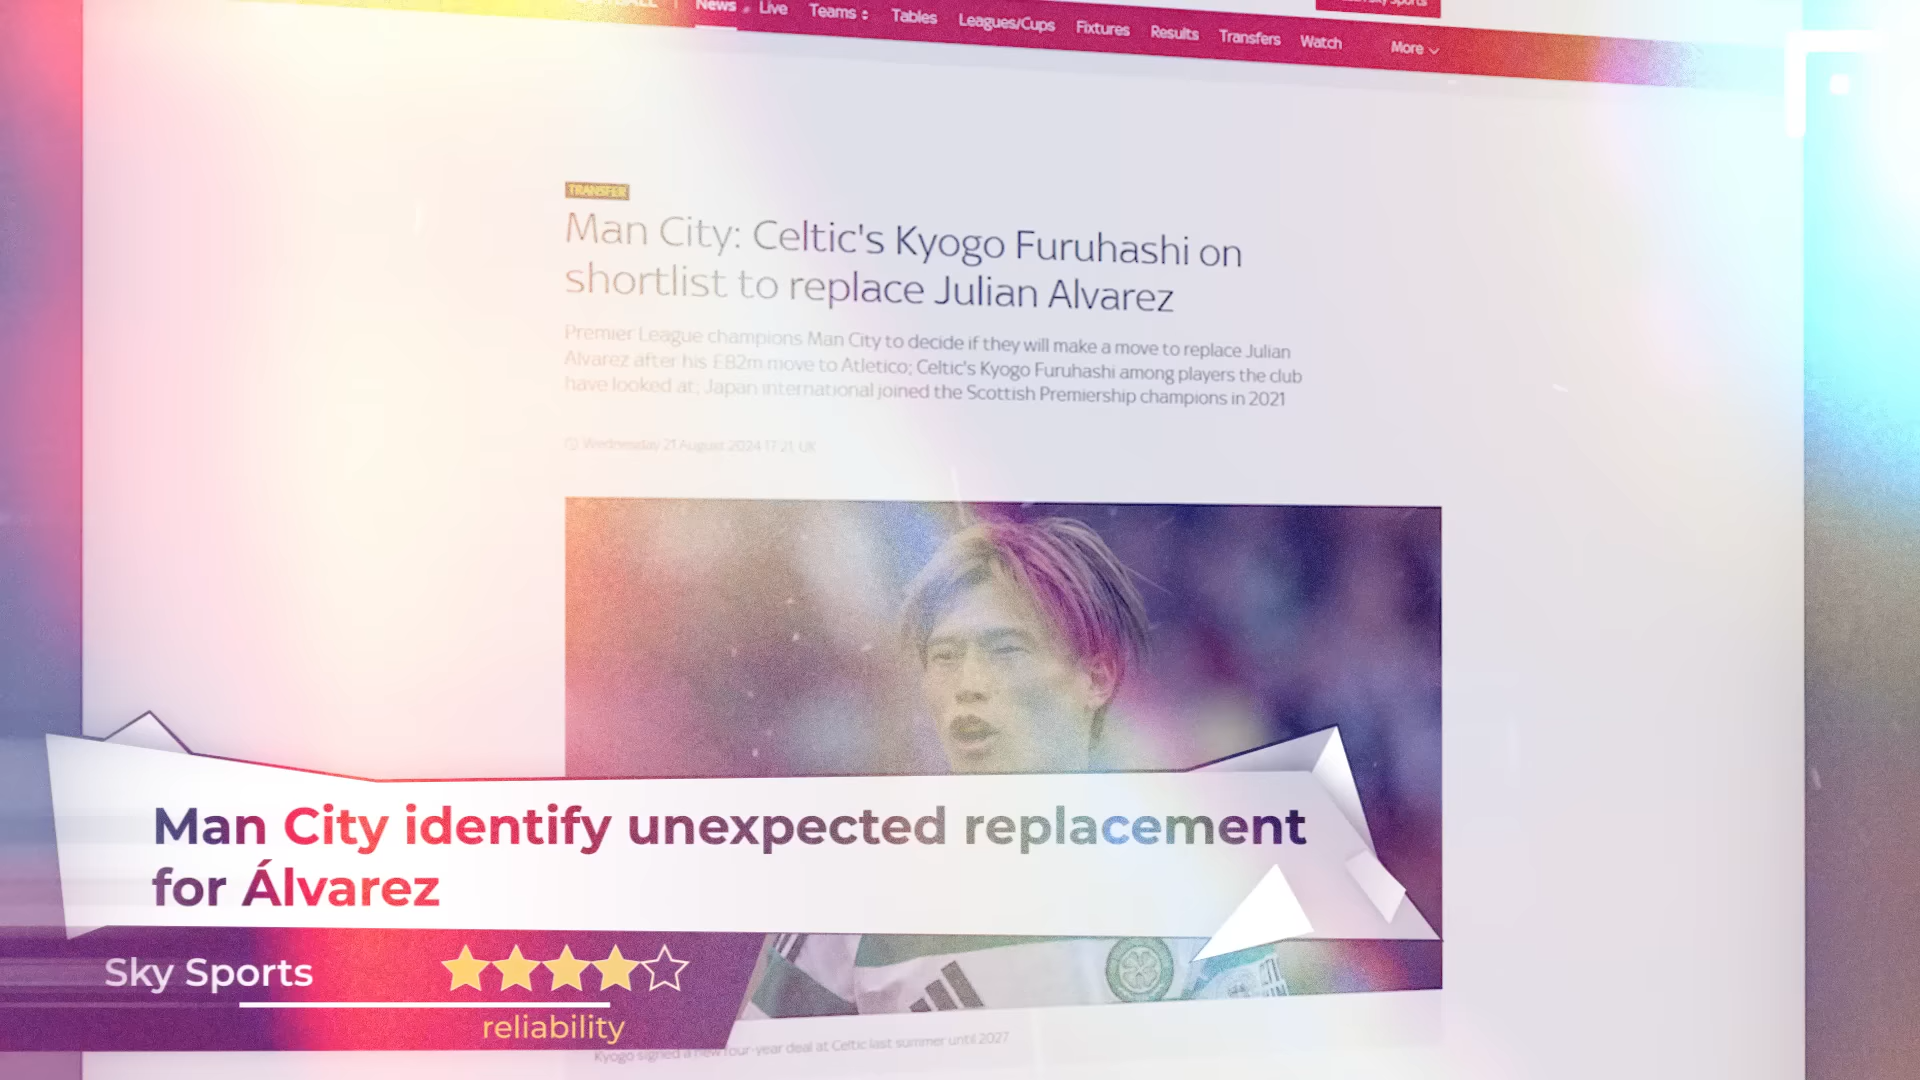 News Live Teams Tables Leagues/Cups Fixtures Results Transfers Watch More
TRANSFER
Man City: Celtic's Kyogo Furuhashi on
shortlist to replace Julian Alvarez
Premier League champions Man City to decide if they will make a move to replace Julian
Alvarez after his £82m move to Atletico; Celtic's Kyogo Furuhashi among players the club
have looked at; Japan international joined the Scottish Premiership champions in 2021
Wednesday 21 August 2024 17:21, UK
Man City identify unexpected replacement
for Álvarez
Sky Sports
reliability
Kyogo signed a new four-year deal at Celtic last summer until 2027